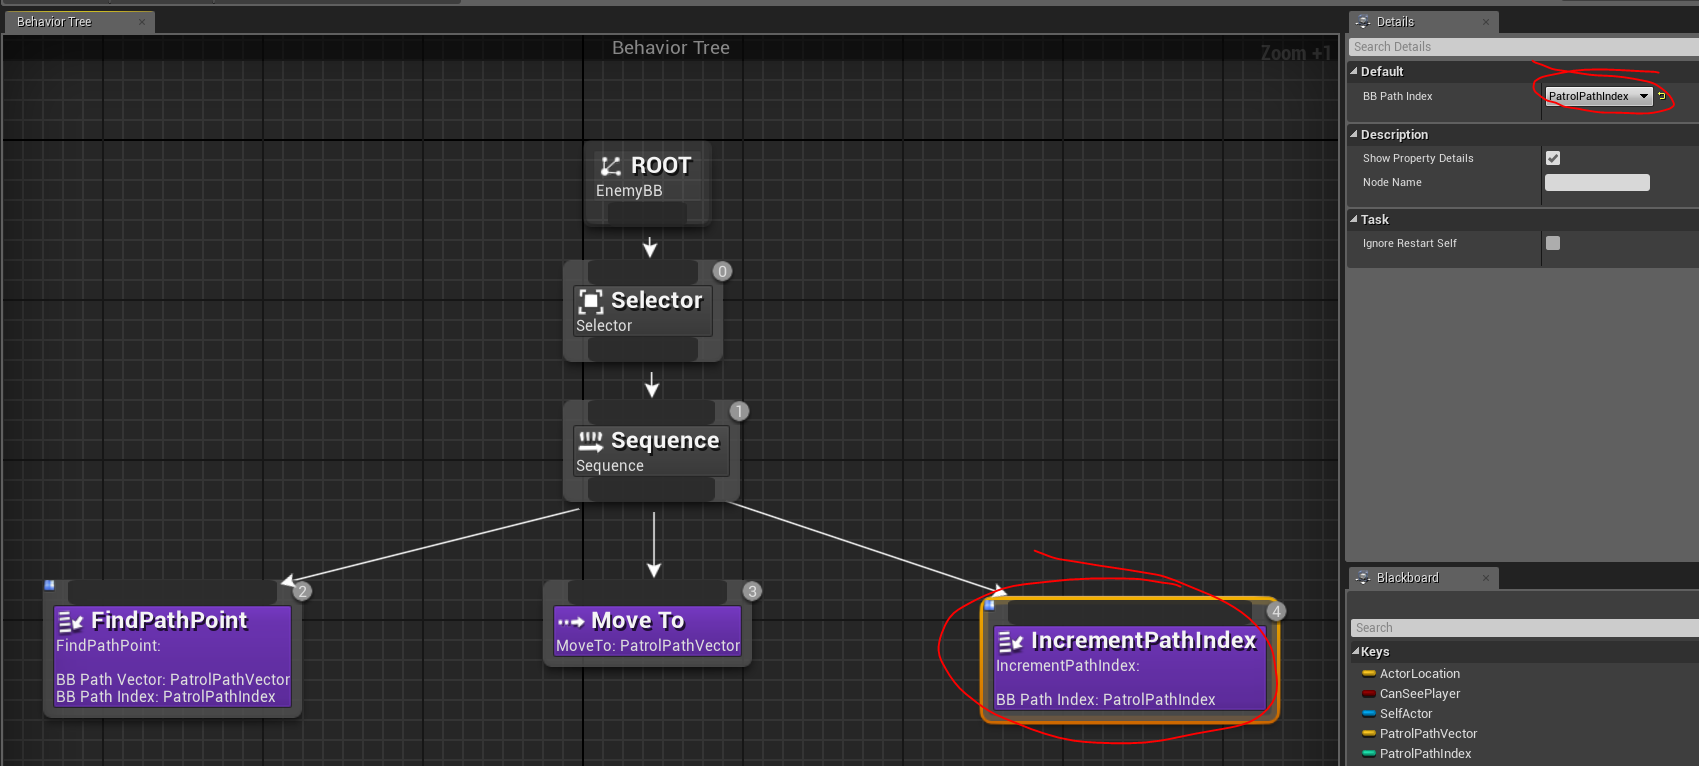 Behavior Tree
Behavior Tree
Zoom +1
ROOT
EnemyBB
0
Selector
Selector
1
Sequence
Sequence
2
FindPathPoint
FindPathPoint:
BB Path Vector: PatrolPathVector
BB Path Index: PatrolPathIndex
3
Move To
MoveTo: PatrolPathVector
4
IncrementPathIndex
IncrementPathIndex:
BB Path Index: PatrolPathIndex
Details
Search Details
Default
BB Path Index PatrolPathIndex
Description
Show Property Details
Node Name
Task
Ignore Restart Self
Blackboard
Search
Keys
ActorLocation
CanSeePlayer
SelfActor
PatrolPathVector
PatrolPathIndex